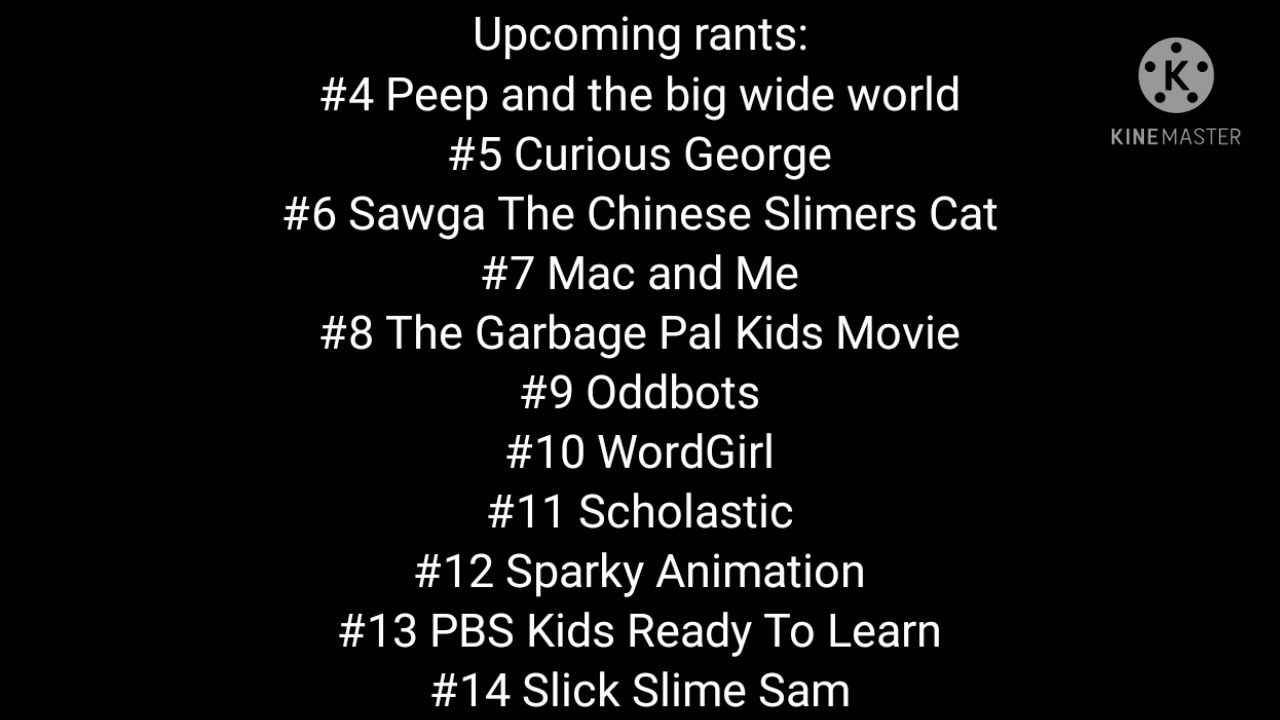 Upcoming rants:
#4 Peep and the big wide world
#5 Curious George
#6 Sawga The Chinese Slimers Cat
#7 Mac and Me
#8 The Garbage Pal Kids Movie
#9 Oddbots
#10 WordGirl
#11 Scholastic
#12 Sparky Animation
#13 PBS Kids Ready To Learn
#14 Slick Slime Sam
K
KINEMASTER